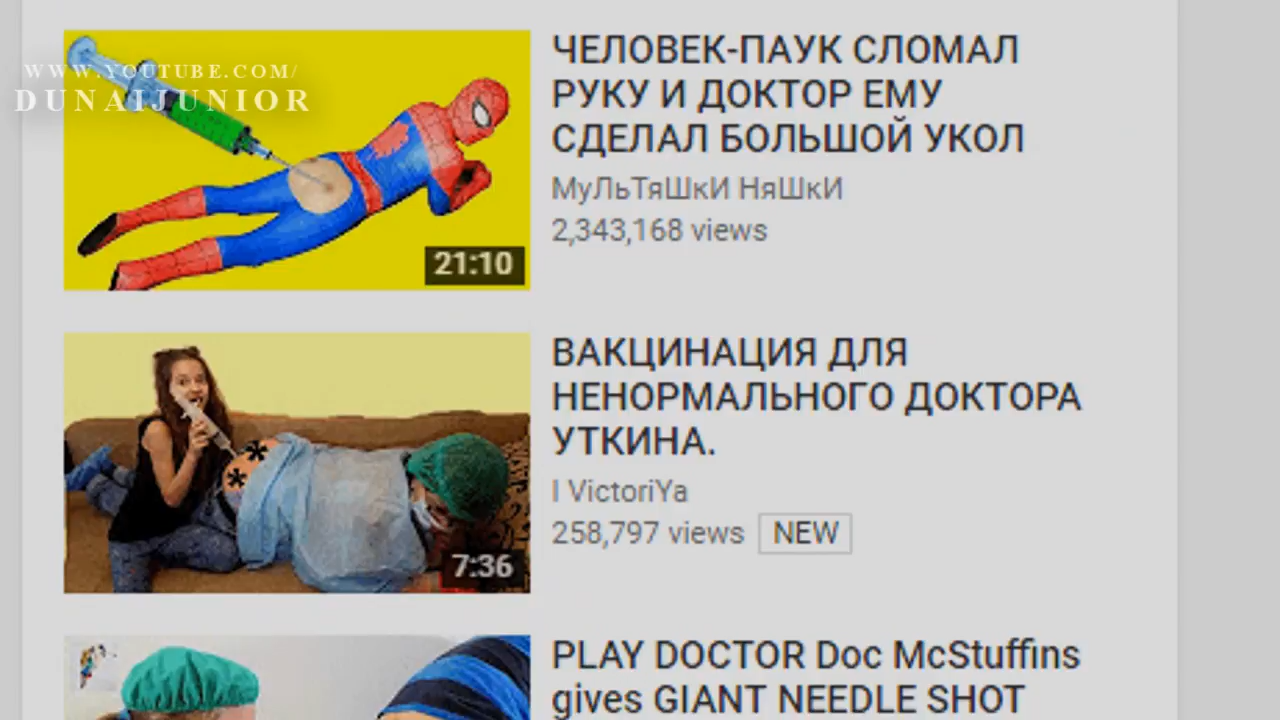 WWW.YOUTUBE.COM/
DUNAIJUNIOR
ЧЕЛОВЕК-ПАУК СЛОМАЛ
РУКУ И ДОКТОР ЕМУ
СДЕЛАЛ БОЛЬШОЙ УКОЛ
МуЛьТяШкИ НяШкИ
2,343,168 views
21:10
ВАКЦИНАЦИЯ ДЛЯ
НЕНОРМАЛЬНОГО ДОКТОРА
УТКИНА.
I VictoriYa
258,797 views NEW
7:36
PLAY DOCTOR Doc McStuffins
gives GIANT NEEDLE SHOT